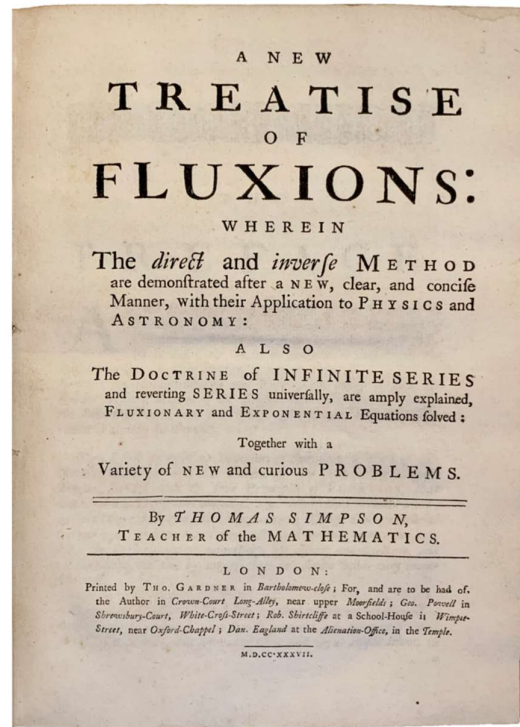 A NEW
TREATISE
OF
FLUXIONS:
WHEREIN
The direct and inverſe METHOD
are demonſtrated after a NEW, clear, and conciſe
Manner, with their Application to PHYSICS and
ASTRONOMY:
ALSO
The DOCTRINE of INFINITE SERIES
and reverting SERIES univerſally, are amply explained,
FLUXIONARY and EXPONENTIAL Equations ſolved:
Together with a
Variety of NEW and curious PROBLEMS.
By THOMAS SIMPSON,
TEACHER of the MATHEMATICS.
LONDON:
Printed by THO. GARDNER in Bartholomew-cloſe; For, and are to be had of.
the Author in Crown-Court Long-Alley, near upper Moorfields; Geo. Powell in
Shrewsbury-Court, White-Croſs-Street; Rob. Shirtcliffe at a School-Houſe in Wimple-
Street, near Oxford-Chappel; Dan. Eagland at the Alienation-Office, in the Temple.
M.D.CC.XXXVII.